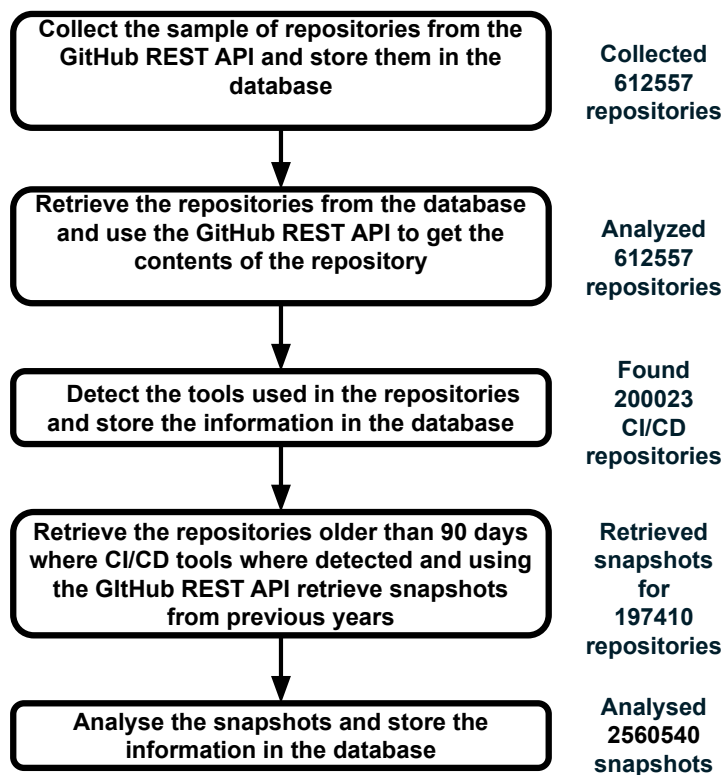 Collect the sample of repositories from the
GitHub REST API and store them in the
database
Collected
612557
repositories
Retrieve the repositories from the database
and use the GitHub REST API to get the
contents of the repository
Analyzed
612557
repositories
Detect the tools used in the repositories
and store the information in the database
Found
200023
CI/CD
repositories
Retrieve the repositories older than 90 days
where CI/CD tools where detected and using
the GItHub REST API retrieve snapshots
from previous years
Retrieved
snapshots
for
197410
repositories
Analyse the snapshots and store the
information in the database
Analysed
2560540
snapshots